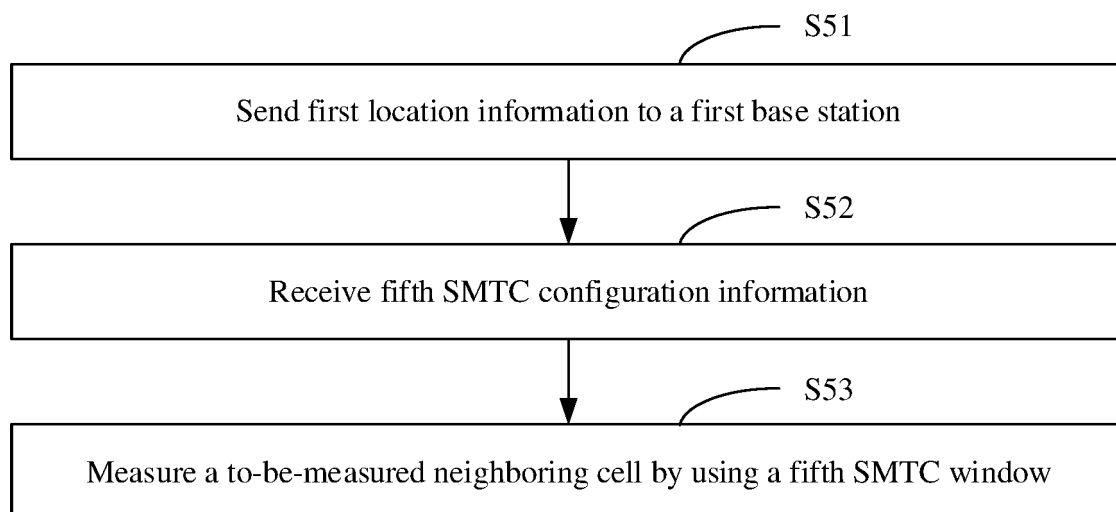 S51
Send first location information to a first base station
S52
Receive fifth SMTC configuration information
S53
Measure a to-be-measured neighboring cell by using a fifth SMTC window